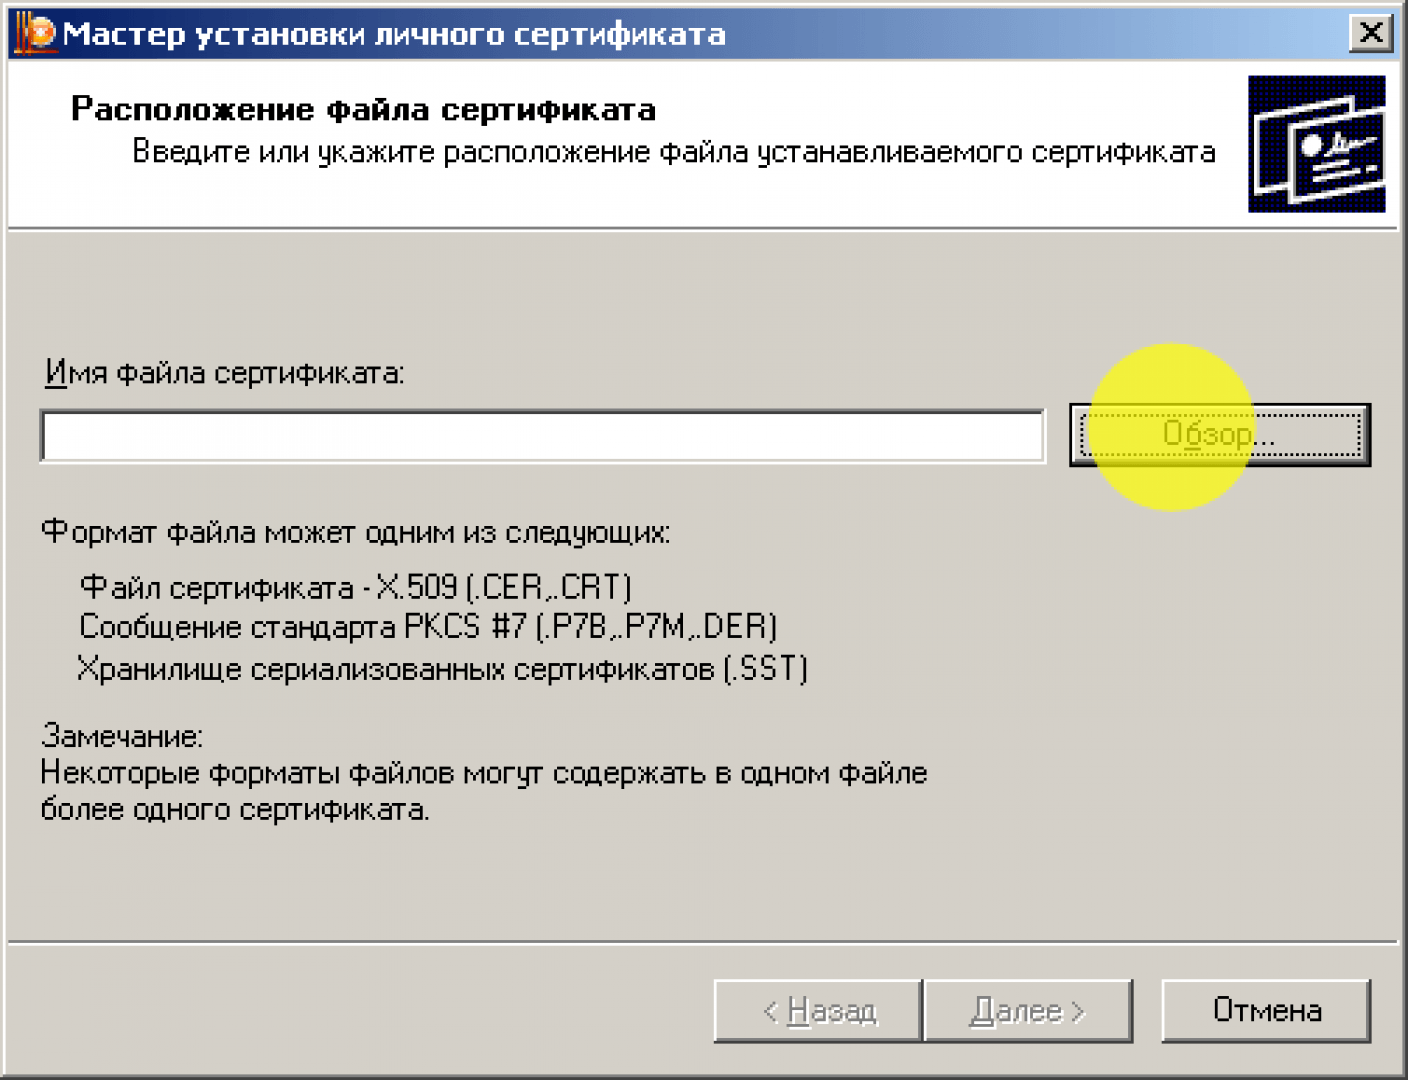 Мастер установки личного сертификата
Расположение файла сертификата
Введите или укажите расположение файла устанавливаемого сертификата
Имя файла сертификата:
Обзор...
Формат файла может одним из следующих:
Файл сертификата - X.509 (.CER,.CRT)
Сообщение стандарта PKCS #7 (.P7B,.P7M,.DER)
Хранилище сериализованных сертификатов (.SST)
Замечание:
Некоторые форматы файлов могут содержать в одном файле
более одного сертификата.
< Назад Далее > Отмена